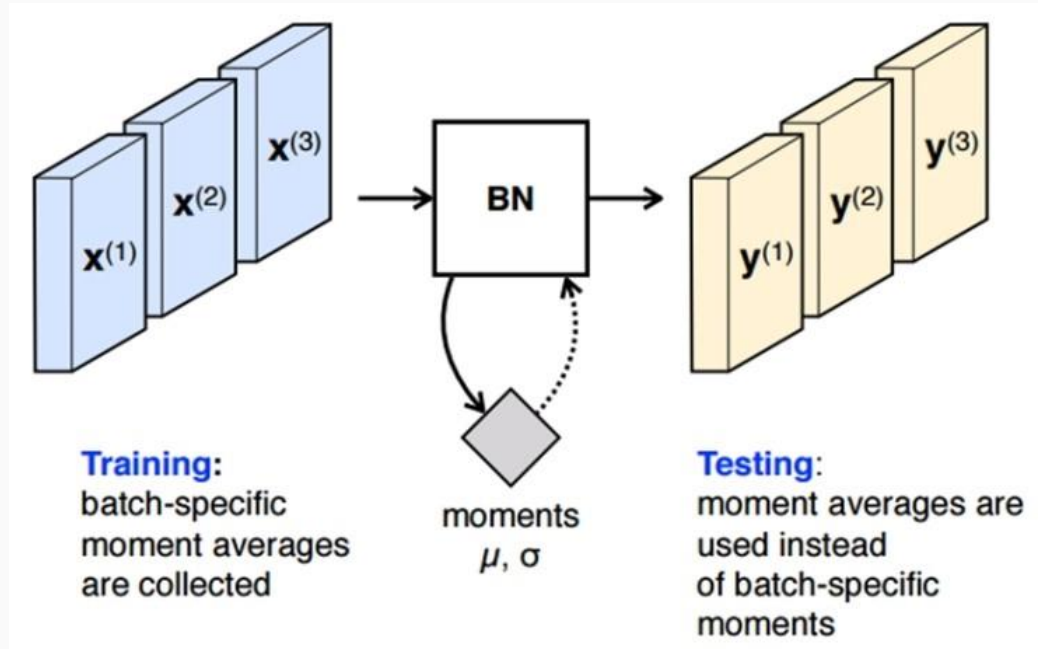 x(1)
x(2)
x(3)
BN
y(1)
y(2)
y(3)
moments
μ, σ
Training:
batch-specific
moment averages
are collected
Testing:
moment averages are
used instead
of batch-specific
moments